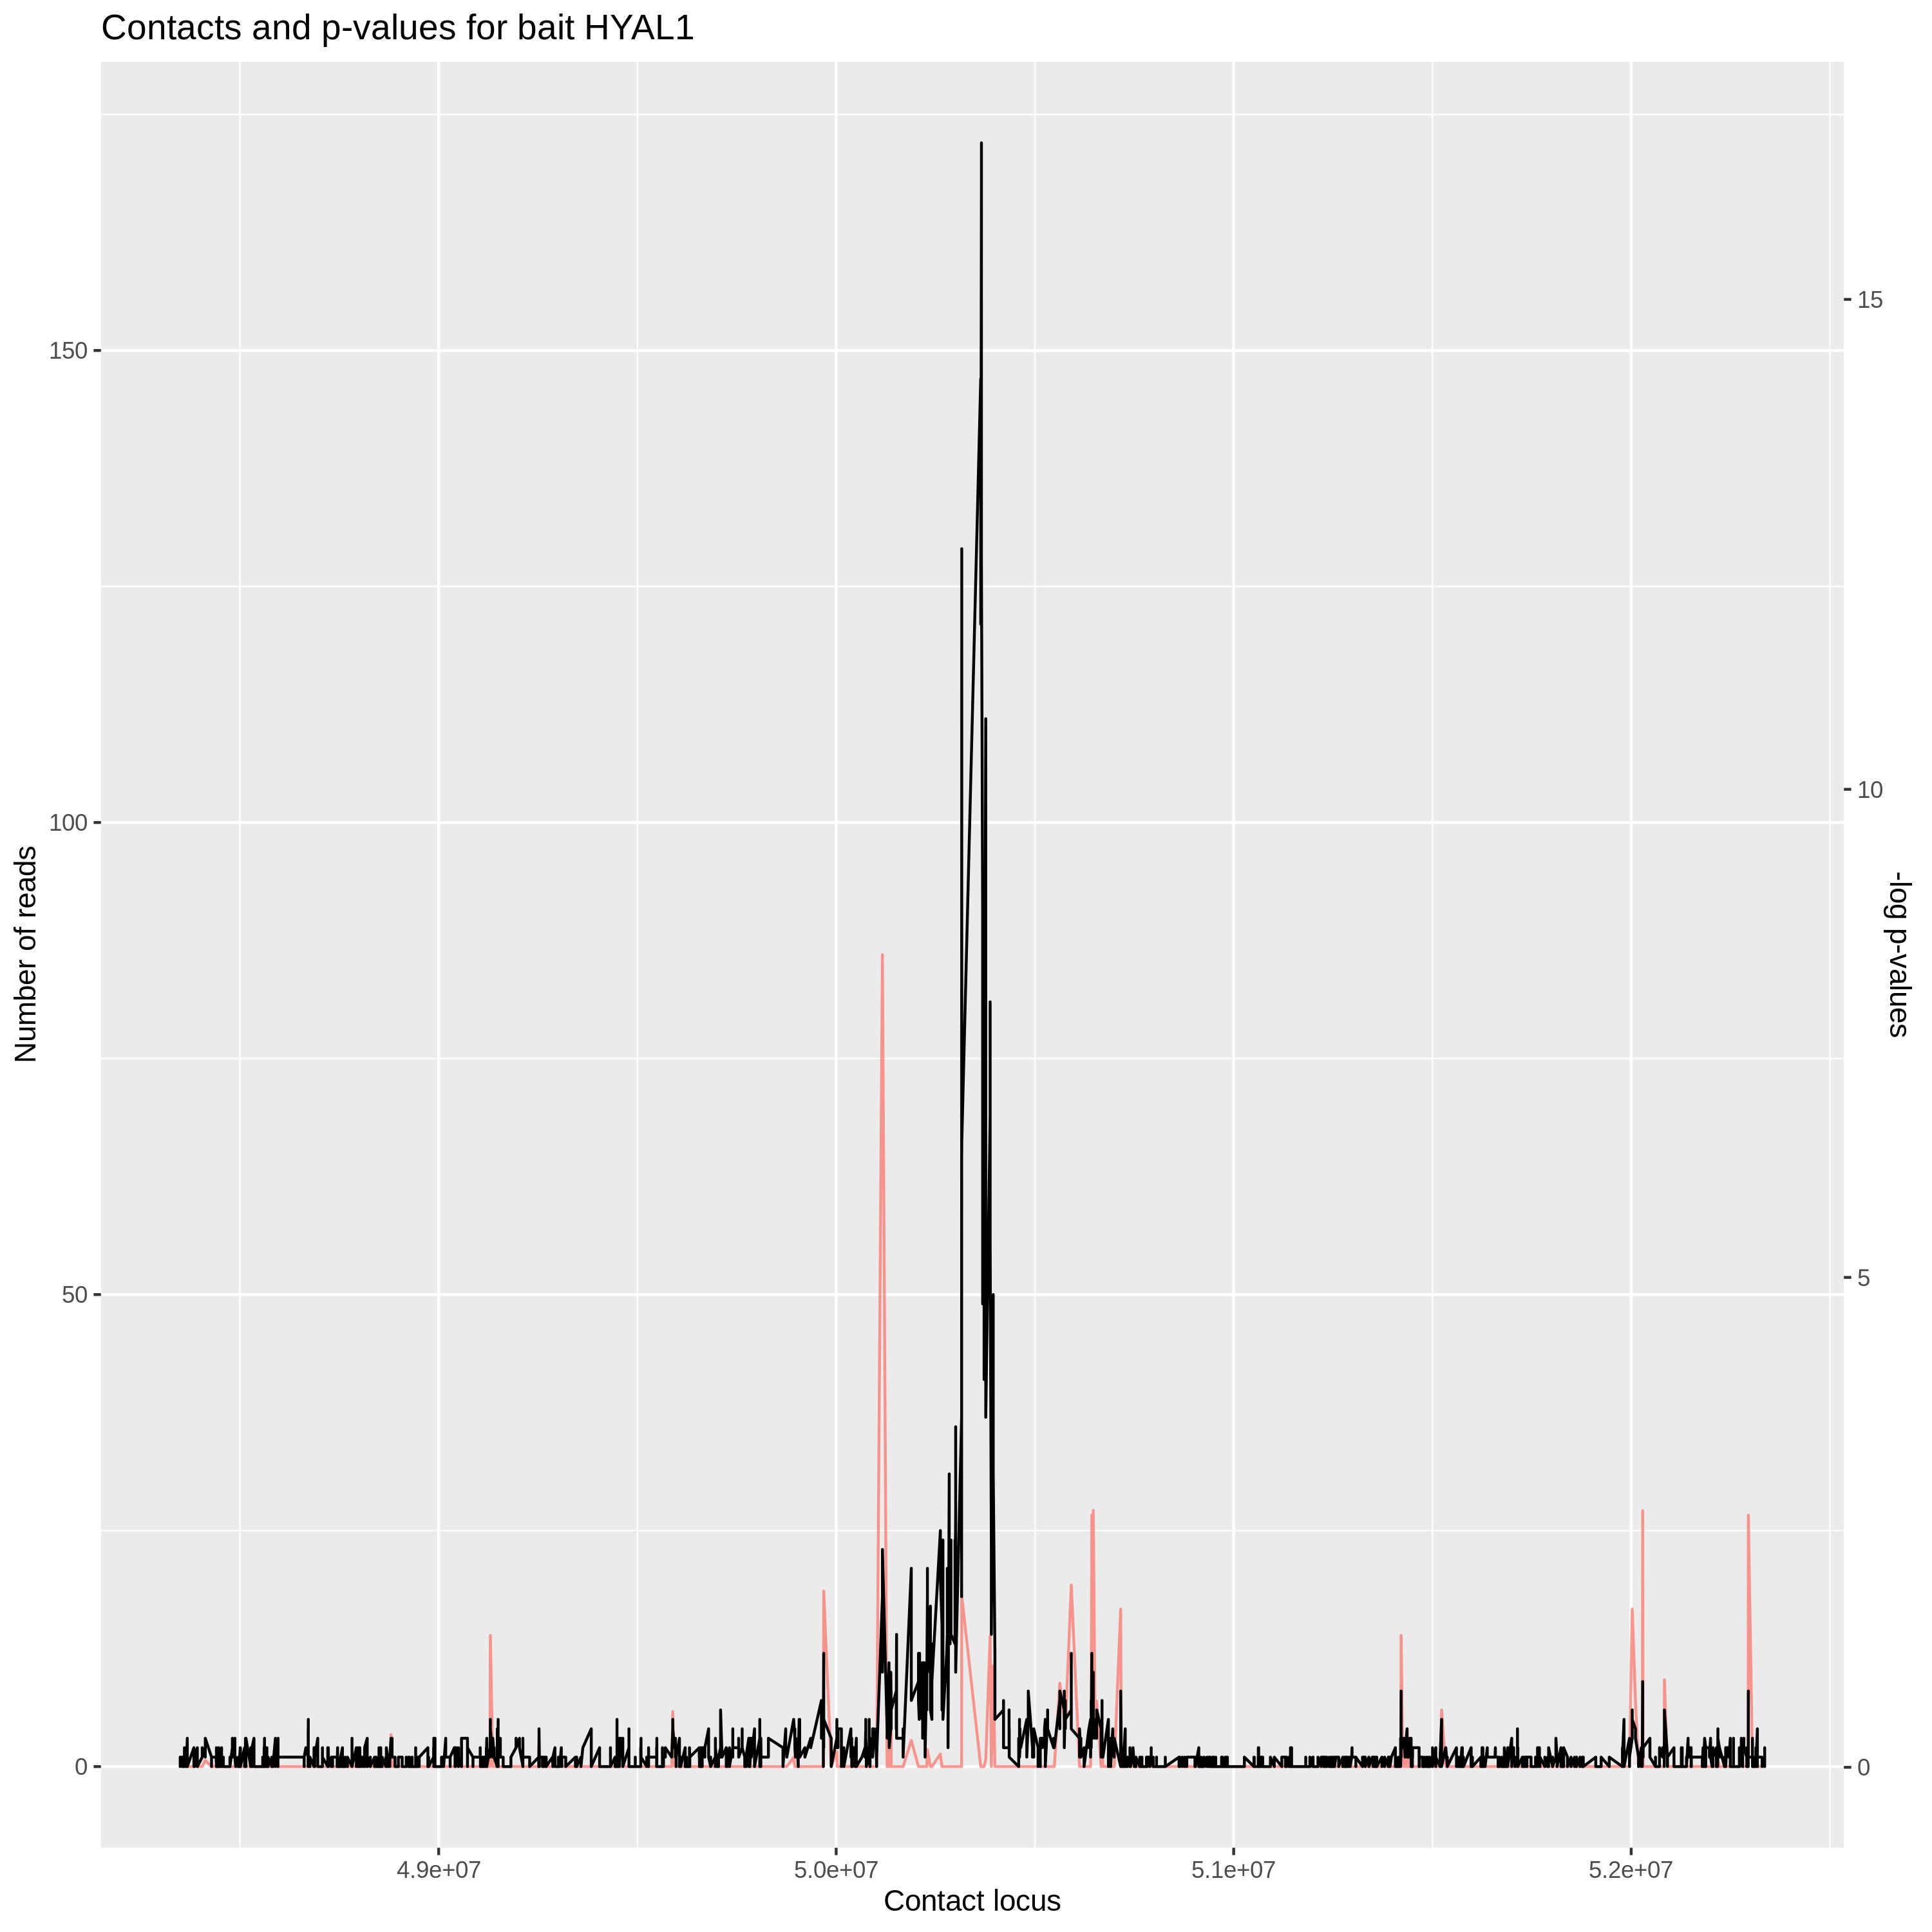 Contacts and p-values for bait HYAL1
150
100
50
0
Number of reads
15
10
5
0
-log p-values
4.9e+07
5.0e+07
5.1e+07
5.2e+07
Contact locus